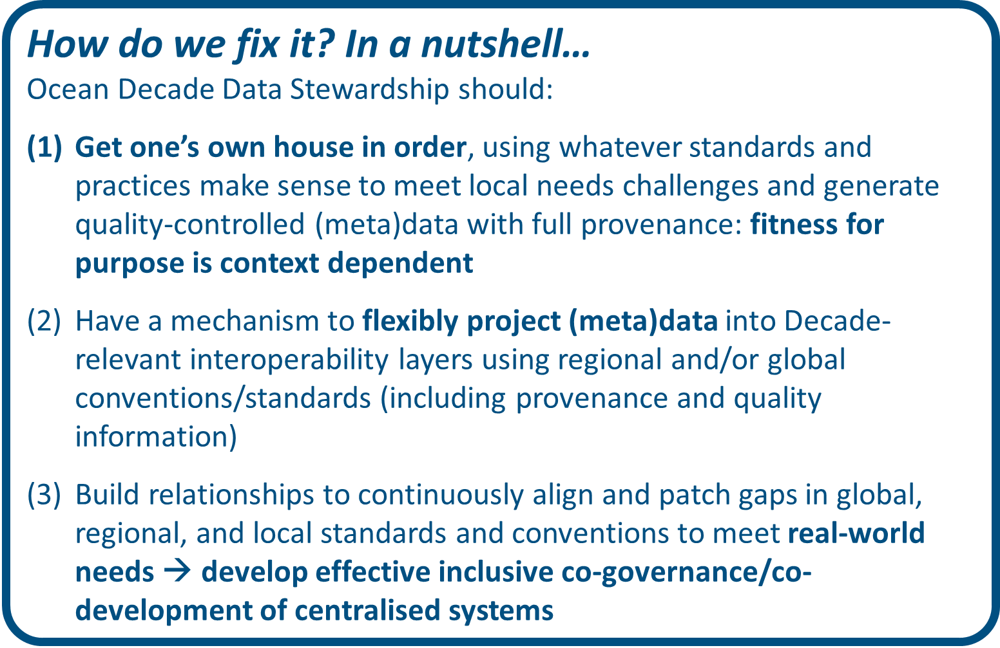 How do we fix it? In a nutshell...
Ocean Decade Data Stewardship should:
(1) Get one’s own house in order, using whatever standards and
practices make sense to meet local needs challenges and generate
quality-controlled (meta)data with full provenance: fitness for
purpose is context dependent
(2) Have a mechanism to flexibly project (meta)data into Decade-
relevant interoperability layers using regional and/or global
conventions/standards (including provenance and quality
information)
(3) Build relationships to continuously align and patch gaps in global,
regional, and local standards and conventions to meet real-world
needs → develop effective inclusive co-governance/co-
development of centralised systems